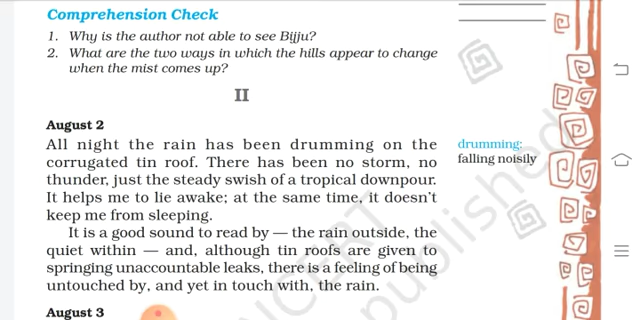 Comprehension Check
1. Why is the author not able to see Bijju?
2. What are the two ways in which the hills appear to change
when the mist comes up?
II
August 2
All night the rain has been drumming on the
corrugated tin roof. There has been no storm, no
thunder, just the steady swish of a tropical downpour.
It helps me to lie awake; at the same time, it doesn't
keep me from sleeping.
It is a good sound to read by — the rain outside, the
quiet within — and, although tin roofs are given to
springing unaccountable leaks, there is a feeling of being
untouched by, and yet in touch with, the rain.
August 3
drumming:
falling noisily
NCERT
published